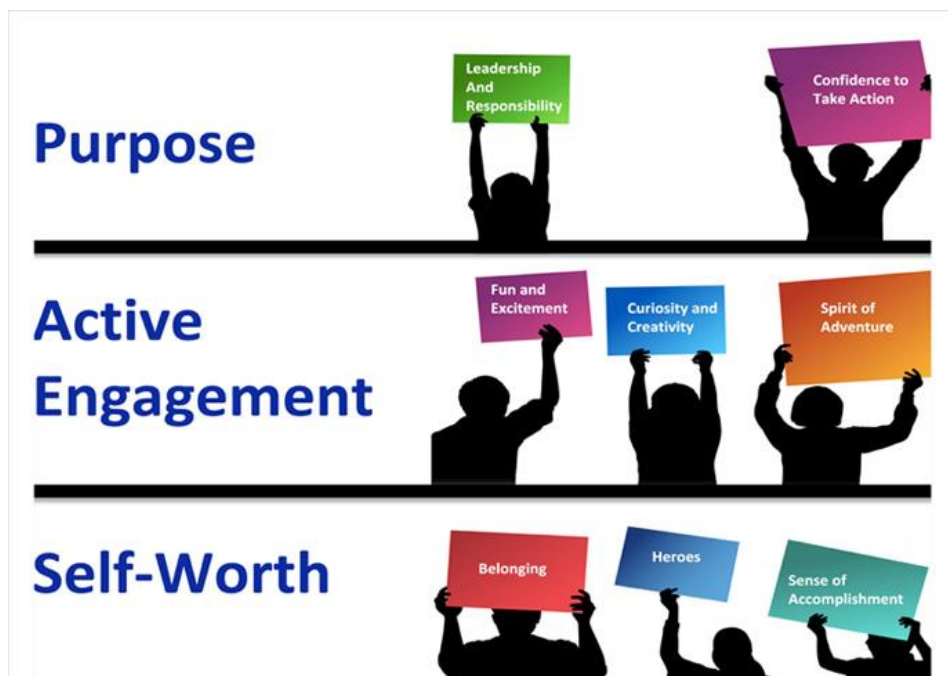 Purpose
Leadership
And
Responsibility
Confidence to
Take Action
Active
Engagement
Fun and
Excitement
Curiosity and
Creativity
Spirit of
Adventure
Self-Worth
Belonging
Heroes
Sense of
Accomplishment